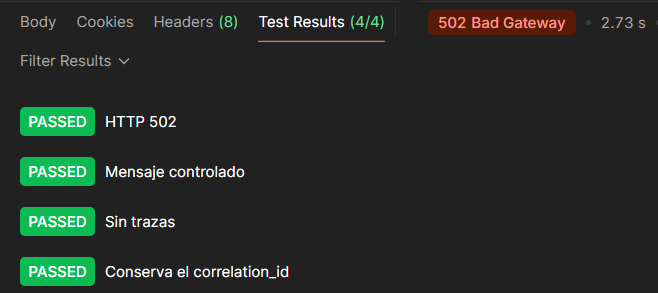 Body Cookies Headers (8) Test Results (4/4) 502 Bad Gateway 2.73 s
Filter Results
PASSED HTTP 502
PASSED Mensaje controlado
PASSED Sin trazas
PASSED Conserva el correlation_id